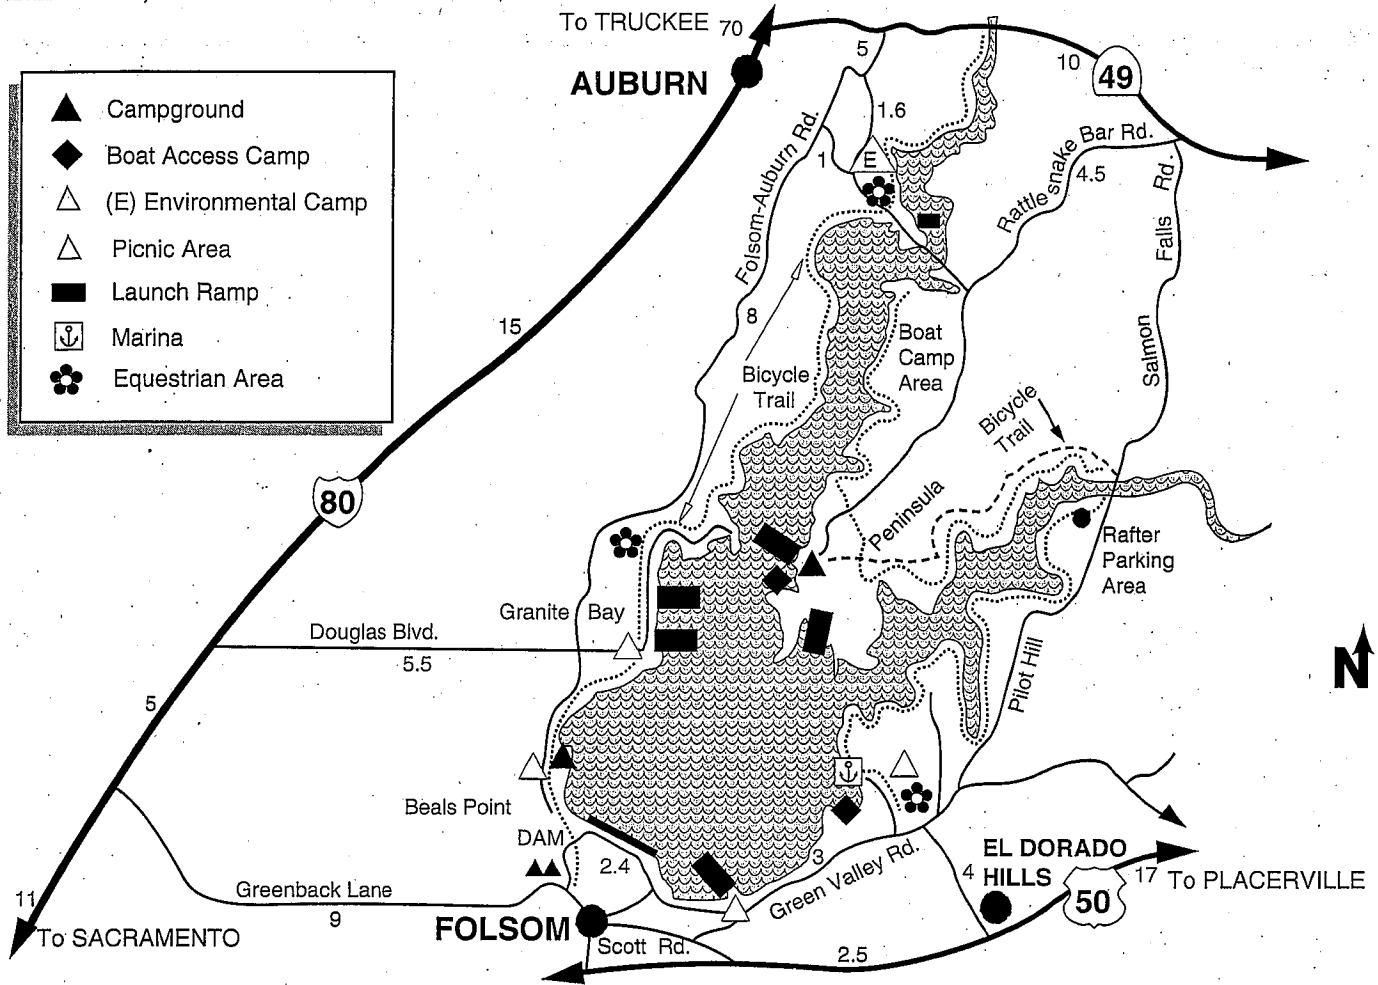 To TRUCKEE 70
AUBURN
Campground
Boat Access Camp
(E) Environmental Camp
Picnic Area
Launch Ramp
Marina
Equestrian Area
5
10
49
1.6
1
E
Folsom-Auburn Rd.
Rattlesnake Bar Rd.
4.5
Salmon Falls Rd.
8
15
Boat
Camp
Area
Bicycle
Trail
Bicycle
Trail
80
Peninsula
Rafter
Parking
Area
Granite Bay
Douglas Blvd.
5.5
Pilot Hill
N
5
Beals Point
DAM
2.4
3
Green Valley Rd.
4
EL DORADO
HILLS
17 To PLACERVILLE
50
11
Greenback Lane
9
To SACRAMENTO
FOLSOM
Scott Rd.
2.5